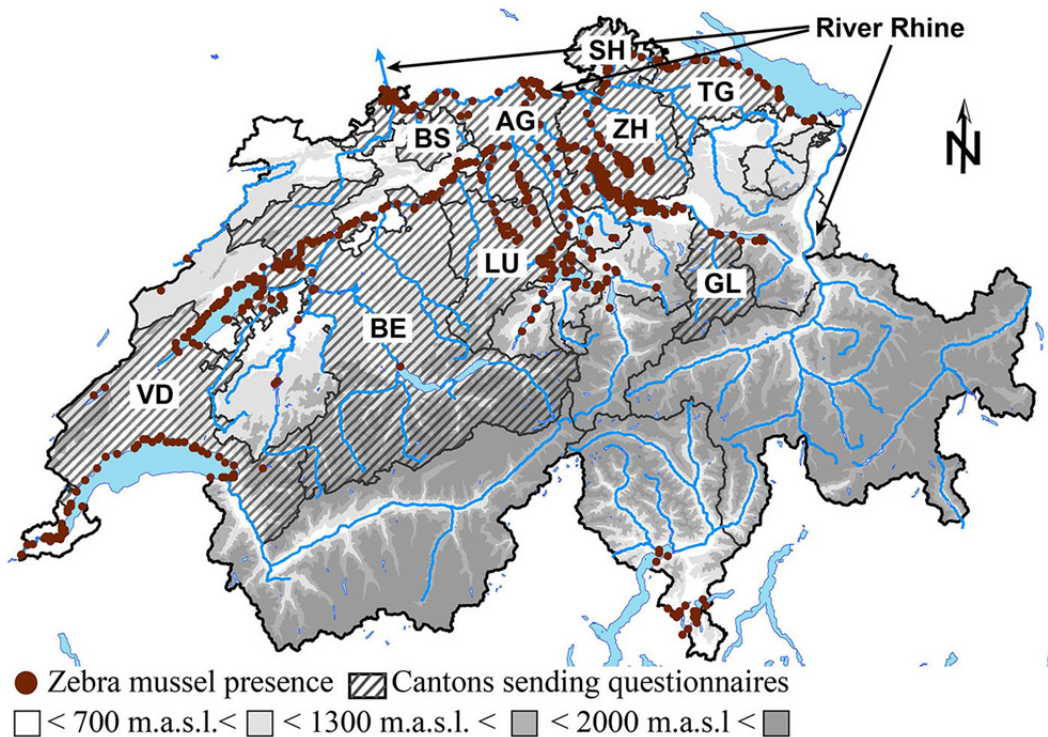 River Rhine
SH
TG
AG
ZH
BS
N
LU
GL
BE
VD
Zebra mussel presence
Cantons sending questionnaires
< 700 m.a.s.l.<
< 1300 m.a.s.l. <
< 2000 m.a.s.l <